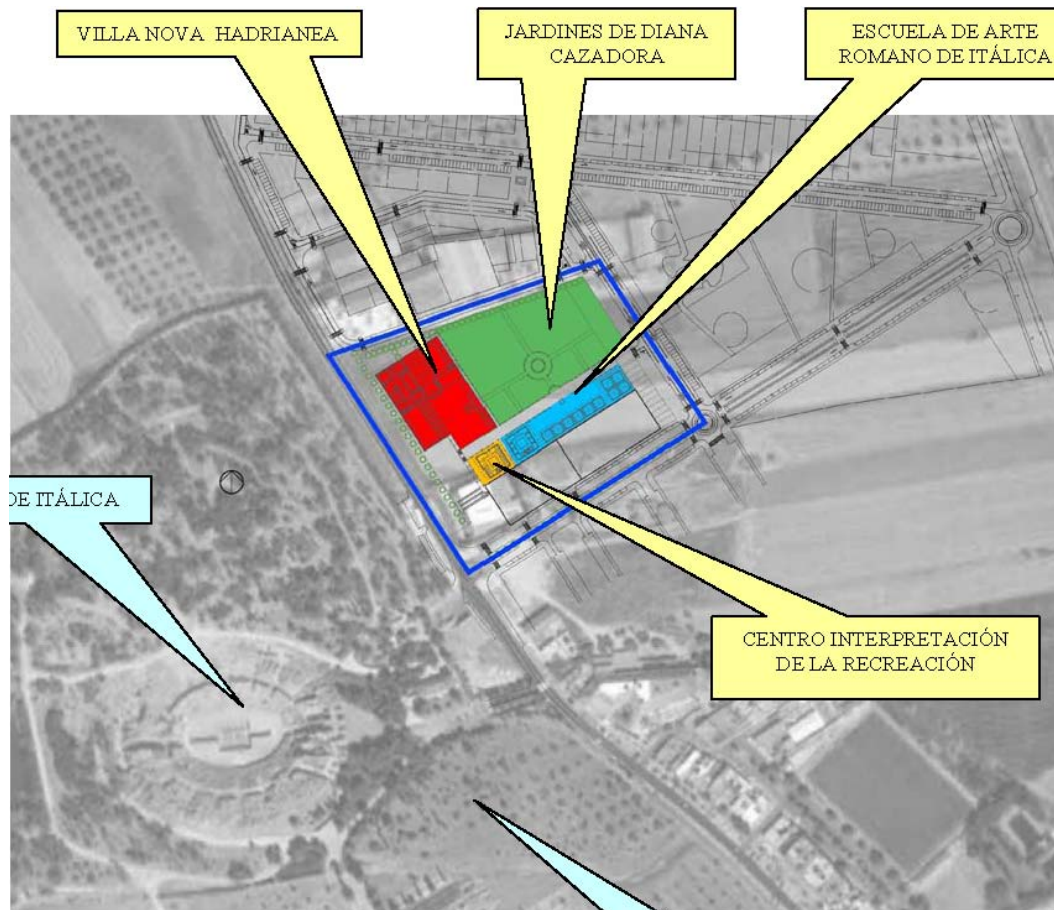 VILLA NOVA HADRIANEA
JARDINES DE DIANA
CAZADORA
ESCUELA DE ARTE
ROMANO DE ITÁLICA
DE ITÁLICA
CENTRO INTERPRETACIÓN
DE LA RECREACIÓN